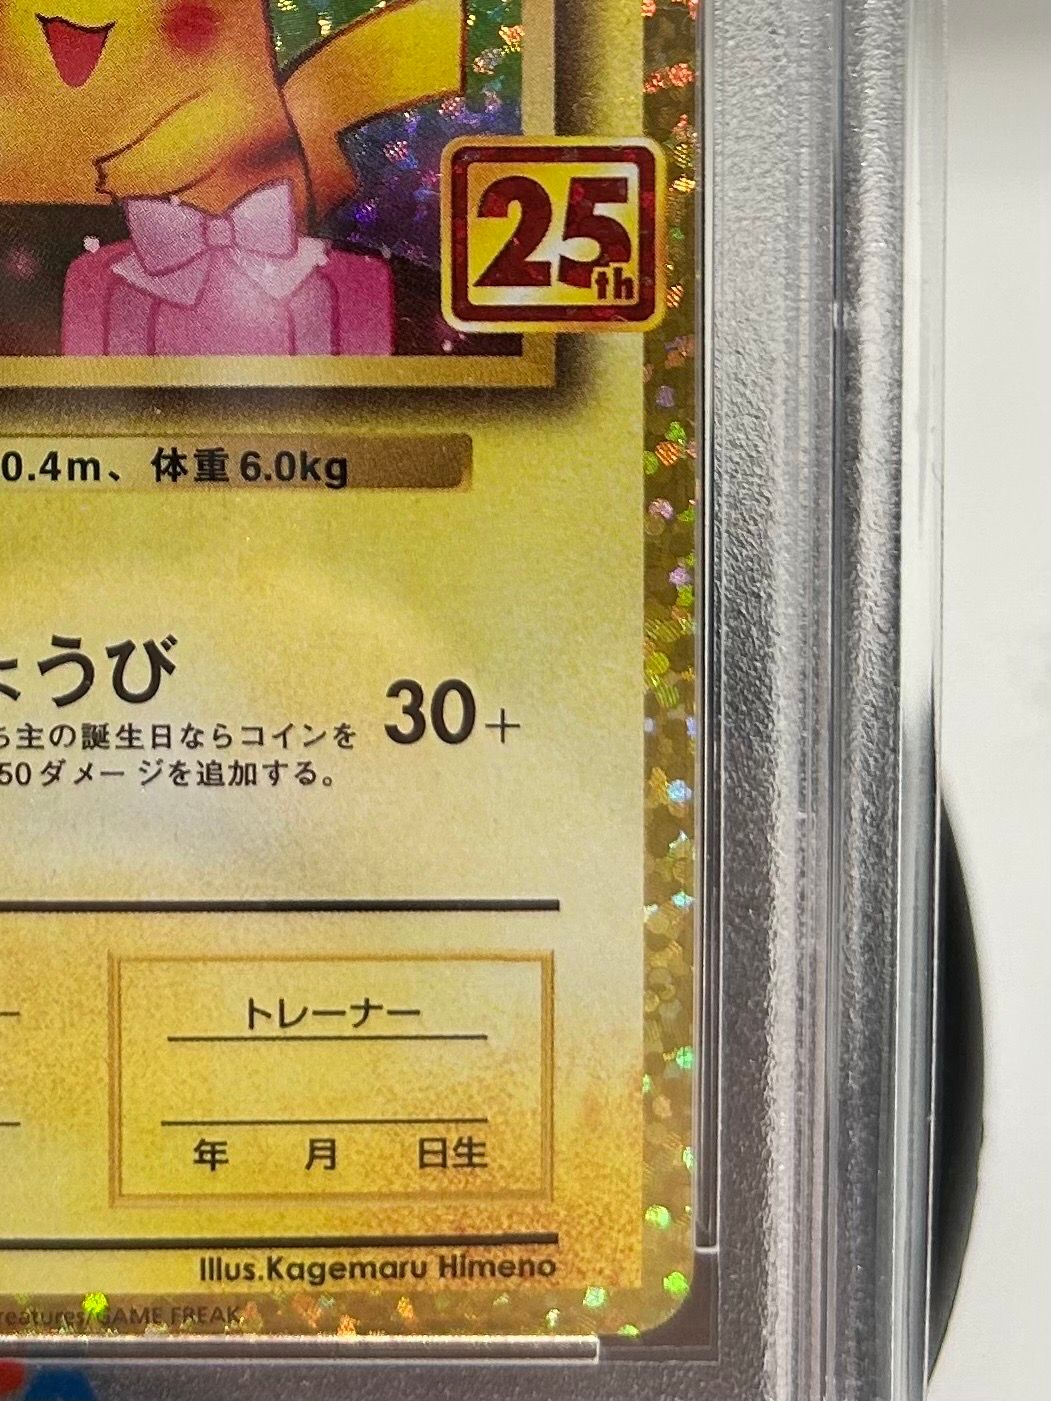 25th
0.4m、体重6.0kg
ょうび
30+
ち主の誕生日ならコインを
50ダメージを追加する。
トレーナー
年 月 日生
Illus.Kagemaru Himeno
reatures/GAME FREAK